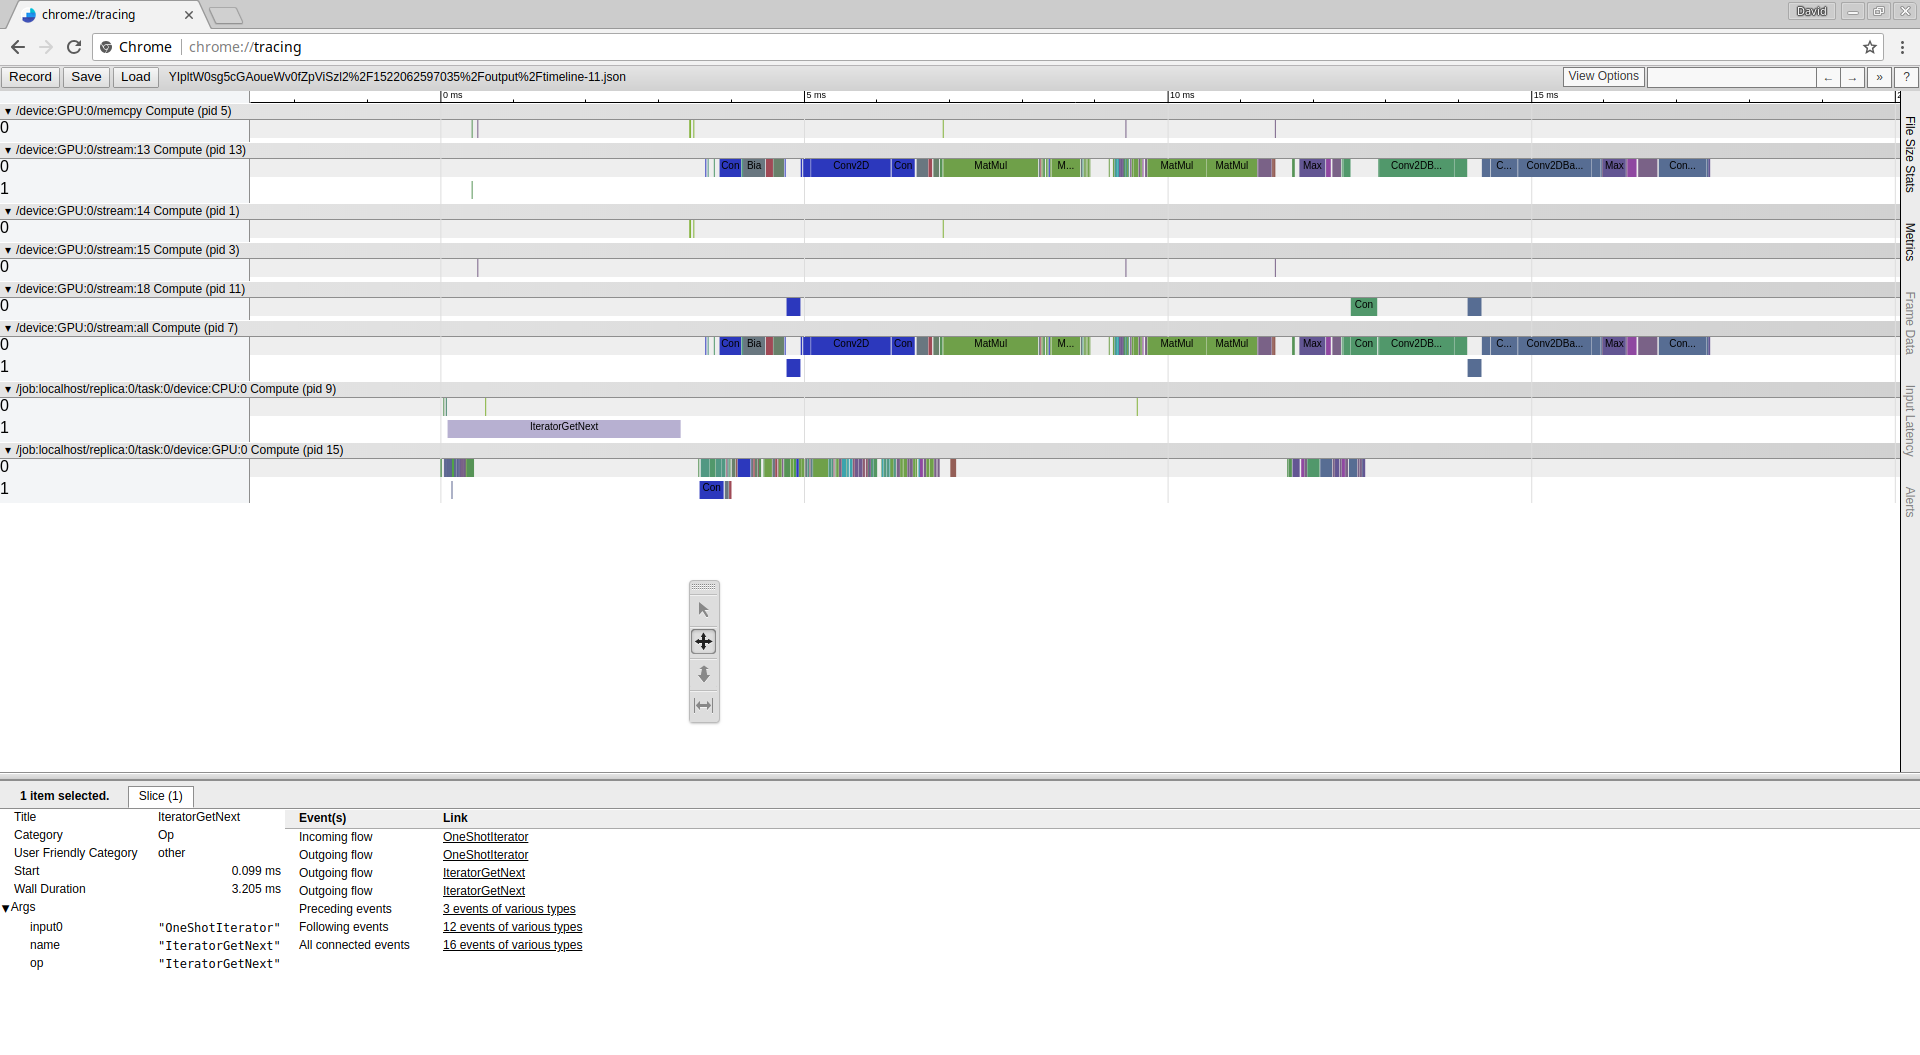 chrome://tracing
David
Chrome chrome://tracing
Record Save Load YlpltW0sg5cGAoueWv0fZpViSzI2%2F1522062597035%2Foutput%2Ftimeline-11.json View Options ← → » ?
0 ms 5 ms 10 ms 15 ms
▼ /device:GPU:0/memcpy Compute (pid 5)
0
▼ /device:GPU:0/stream:13 Compute (pid 13)
0 Con Bia Conv2D Con MatMul M... MatMul MatMul Max Conv2DB... C... Conv2DBa... Max Con...
1
▼ /device:GPU:0/stream:14 Compute (pid 1)
0
▼ /device:GPU:0/stream:15 Compute (pid 3)
0
▼ /device:GPU:0/stream:18 Compute (pid 11)
0 Con
▼ /device:GPU:0/stream:all Compute (pid 7)
0 Con Bia Conv2D Con MatMul M... MatMul MatMul Max Con Conv2DB... C... Conv2DBa... Max Con...
1
▼ /job:localhost/replica:0/task:0/device:CPU:0 Compute (pid 9)
0
1 IteratorGetNext
▼ /job:localhost/replica:0/task:0/device:GPU:0 Compute (pid 15)
0
1 Con
File Size Stats
Metrics
Frame Data
Input Latency
Alerts
1 item selected. Slice (1)
Title IteratorGetNext
Category Op
User Friendly Category other
Start 0.099 ms
Wall Duration 3.205 ms
▼Args
input0 "OneShotIterator"
name "IteratorGetNext"
op "IteratorGetNext"
Event(s) Link
Incoming flow OneShotIterator
Outgoing flow OneShotIterator
Outgoing flow IteratorGetNext
Outgoing flow IteratorGetNext
Preceding events 3 events of various types
Following events 12 events of various types
All connected events 16 events of various types